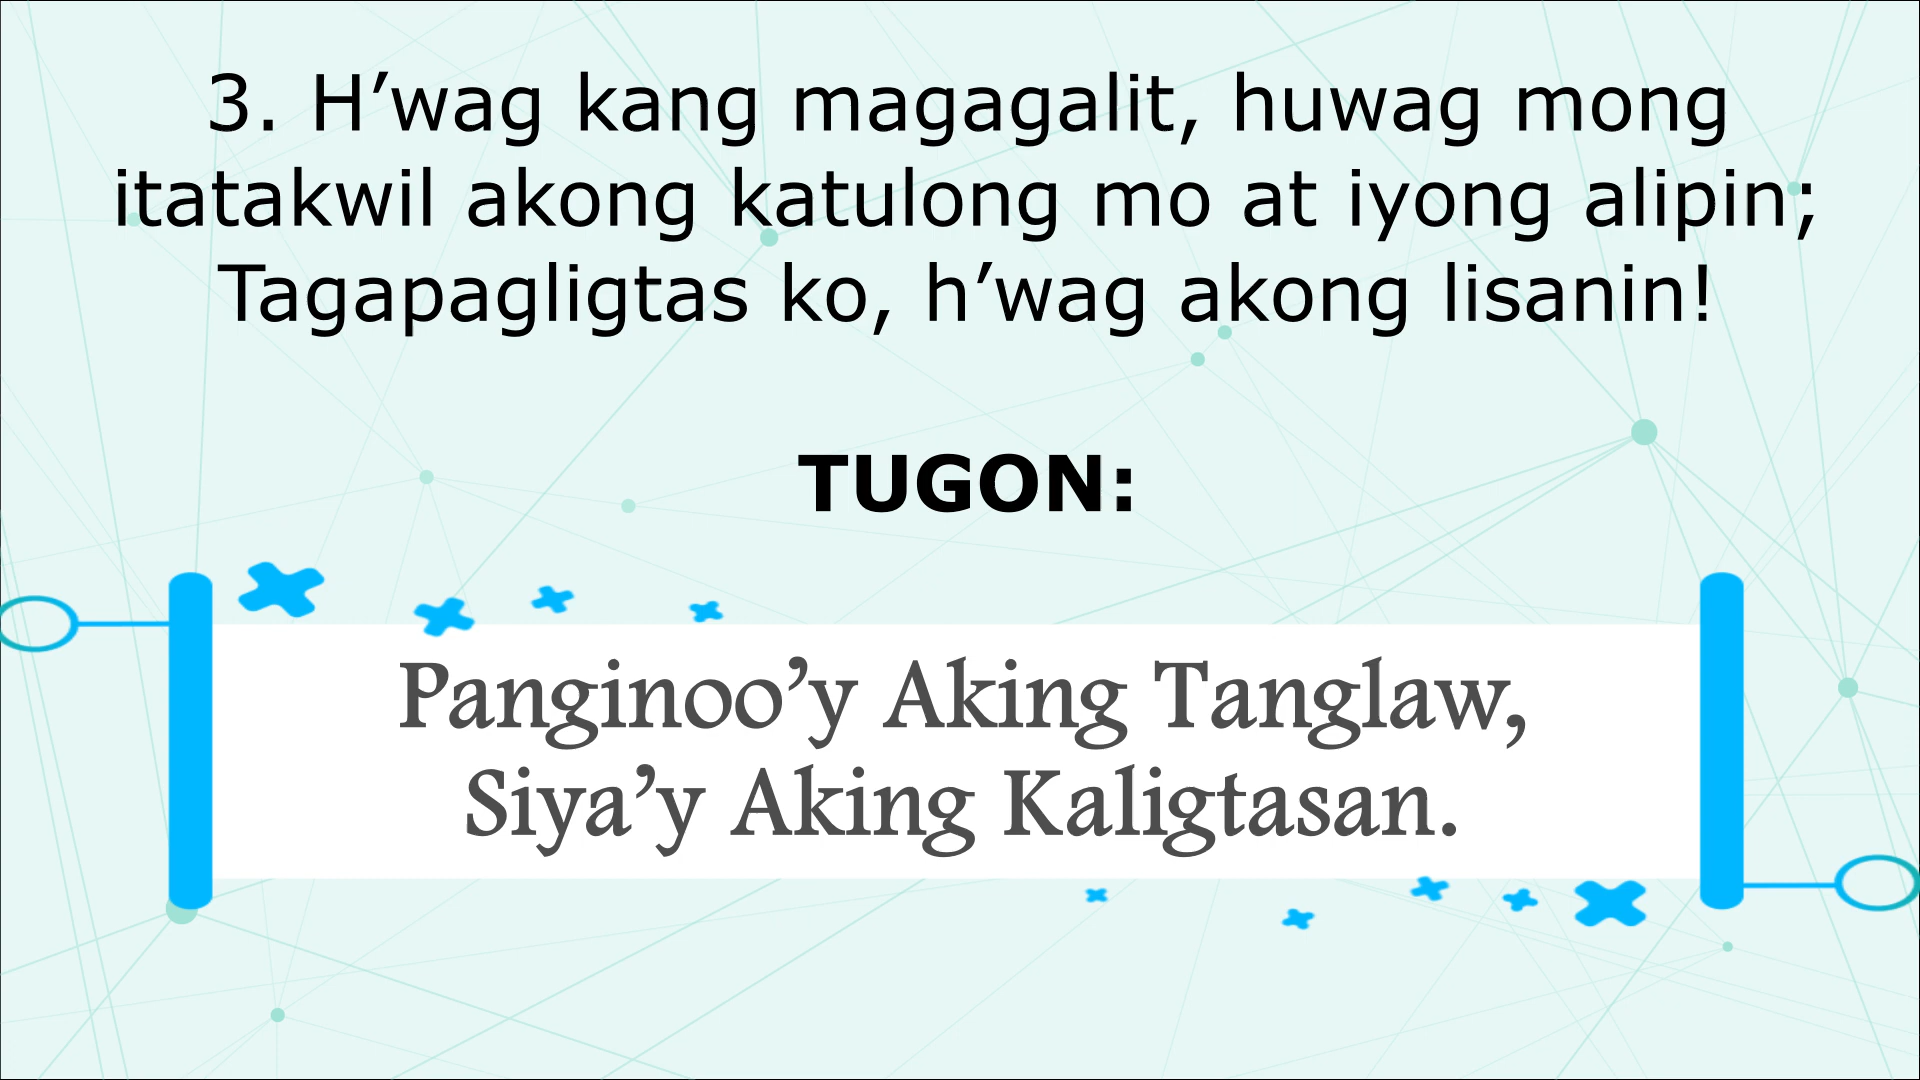 3. H’wag kang magagalit, huwag mong
itatakwil akong katulong mo at iyong alipin;
Tagapagligtas ko, h’wag akong lisanin!
TUGON:
Panginoo’y Aking Tanglaw,
Siya’y Aking Kaligtasan.